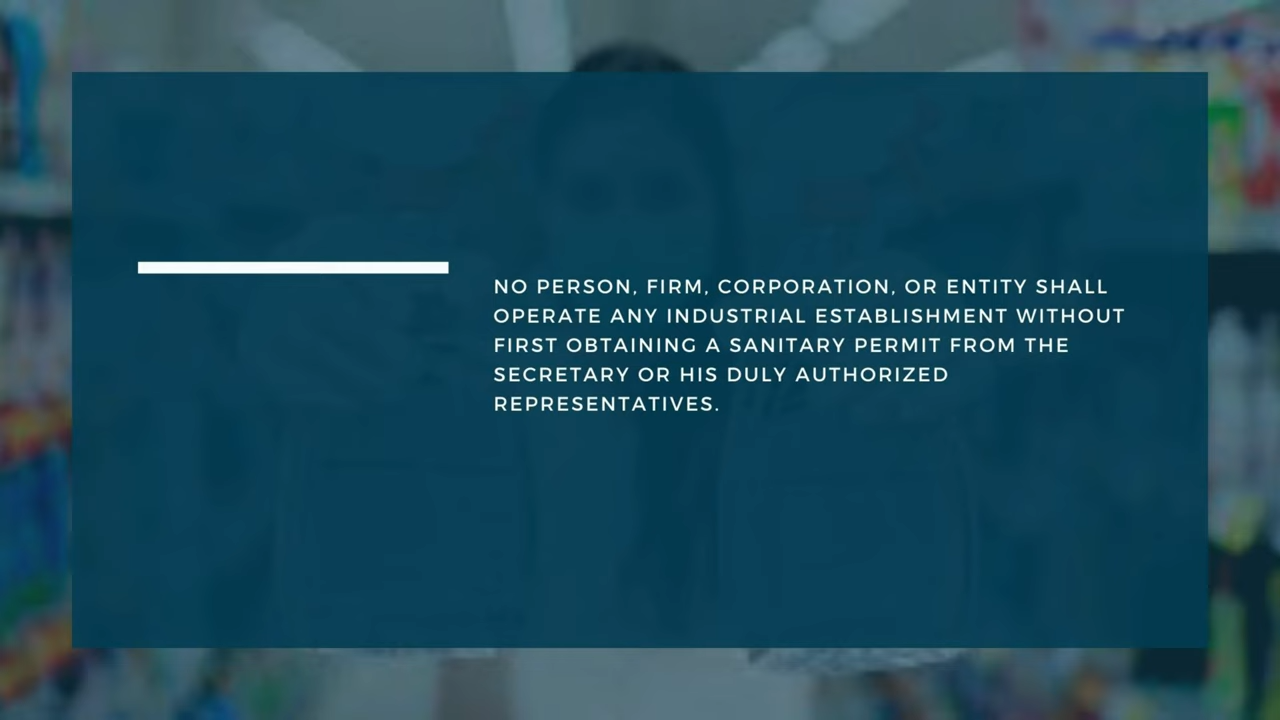 NO PERSON, FIRM, CORPORATION, OR ENTITY SHALL
OPERATE ANY INDUSTRIAL ESTABLISHMENT WITHOUT
FIRST OBTAINING A SANITARY PERMIT FROM THE
SECRETARY OR HIS DULY AUTHORIZED
REPRESENTATIVES.